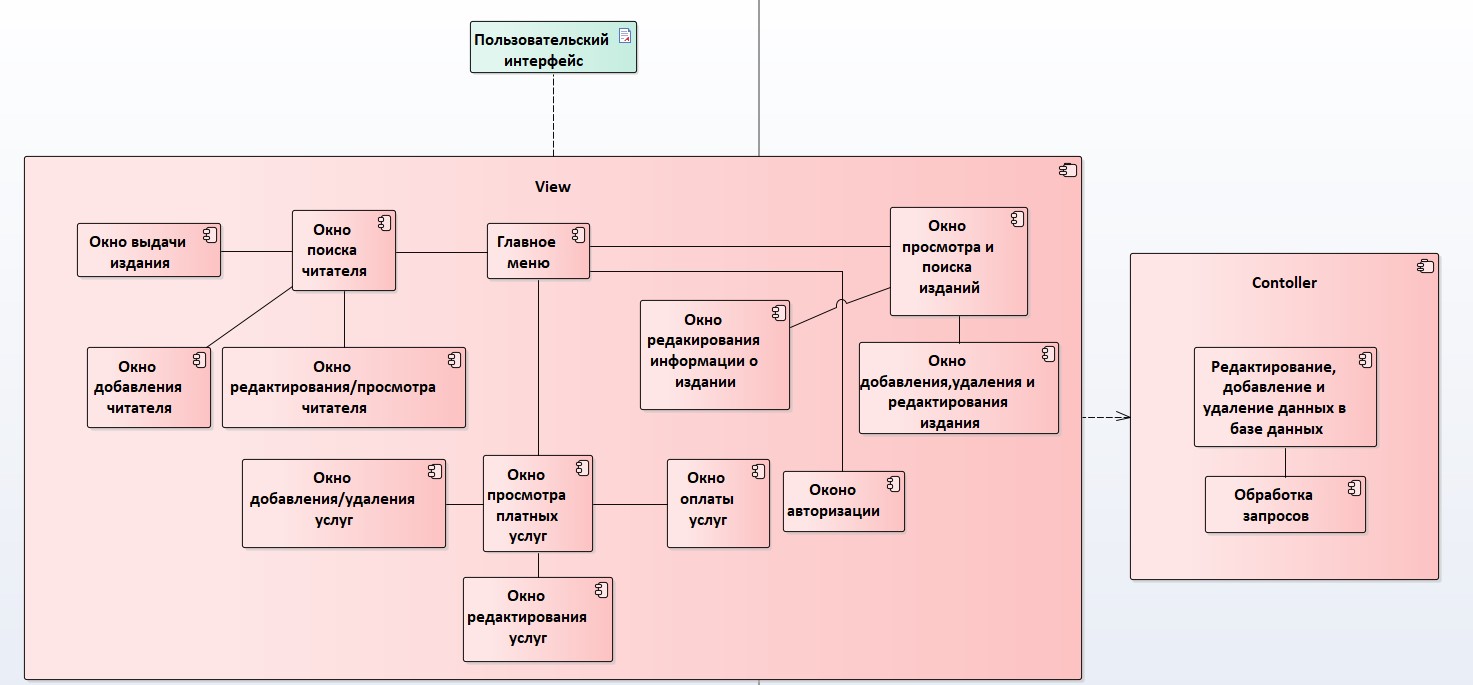 Пользовательский
интерфейс
View
Окно выдачи
издания
Окно
поиска
читателя
Главное
меню
Окно
просмотра и
поиска
изданий
Окно
добавления
читателя
Окно
редактирования/просмотра
читателя
Окно
редакирования
информации о
издании
Окно
добавления,удаления и
редактирования
издания
Окно
добавления/удаления
услуг
Окно
просмотра
платных
услуг
Окно
оплаты
услуг
Оконо
авторизации
Окно
редактирования
услуг
Contoller
Редактирование,
добавление и
удаление данных в
базе данных
Обработка
запросов